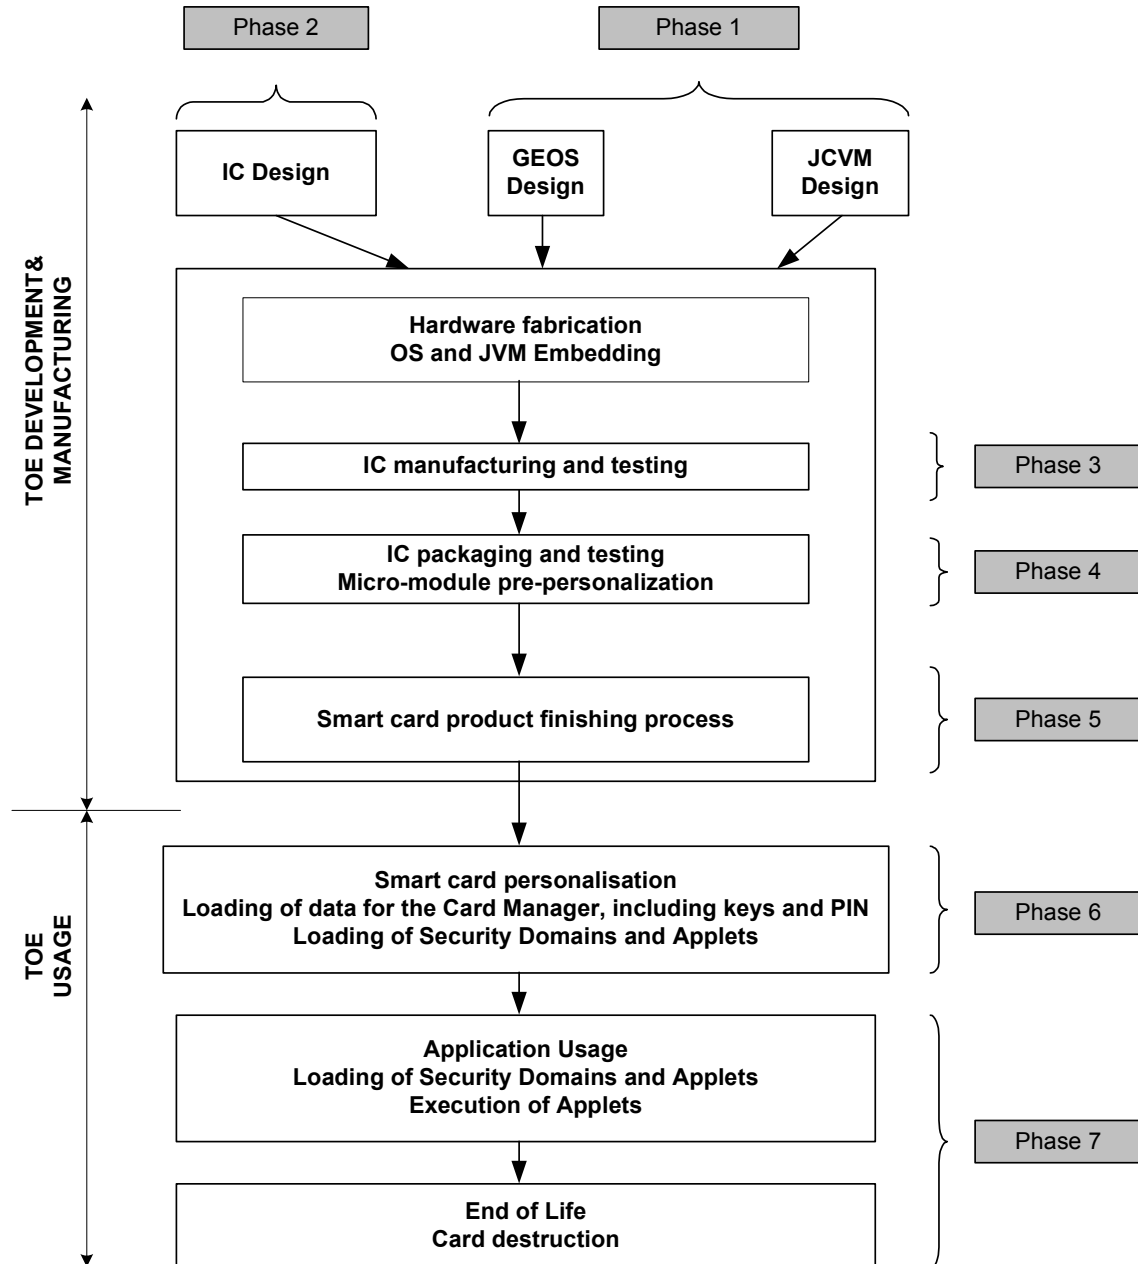 Phase 2
Phase 1
IC Design
GEOS
Design
JCVM
Design
TOE DEVELOPMENT&
MANUFACTURING
Hardware fabrication
OS and JVM Embedding
IC manufacturing and testing
Phase 3
IC packaging and testing
Micro-module pre-personalization
Phase 4
Smart card product finishing process
Phase 5
TOE
USAGE
Smart card personalisation
Loading of data for the Card Manager, including keys and PIN
Loading of Security Domains and Applets
Phase 6
Application Usage
Loading of Security Domains and Applets
Execution of Applets
Phase 7
End of Life
Card destruction